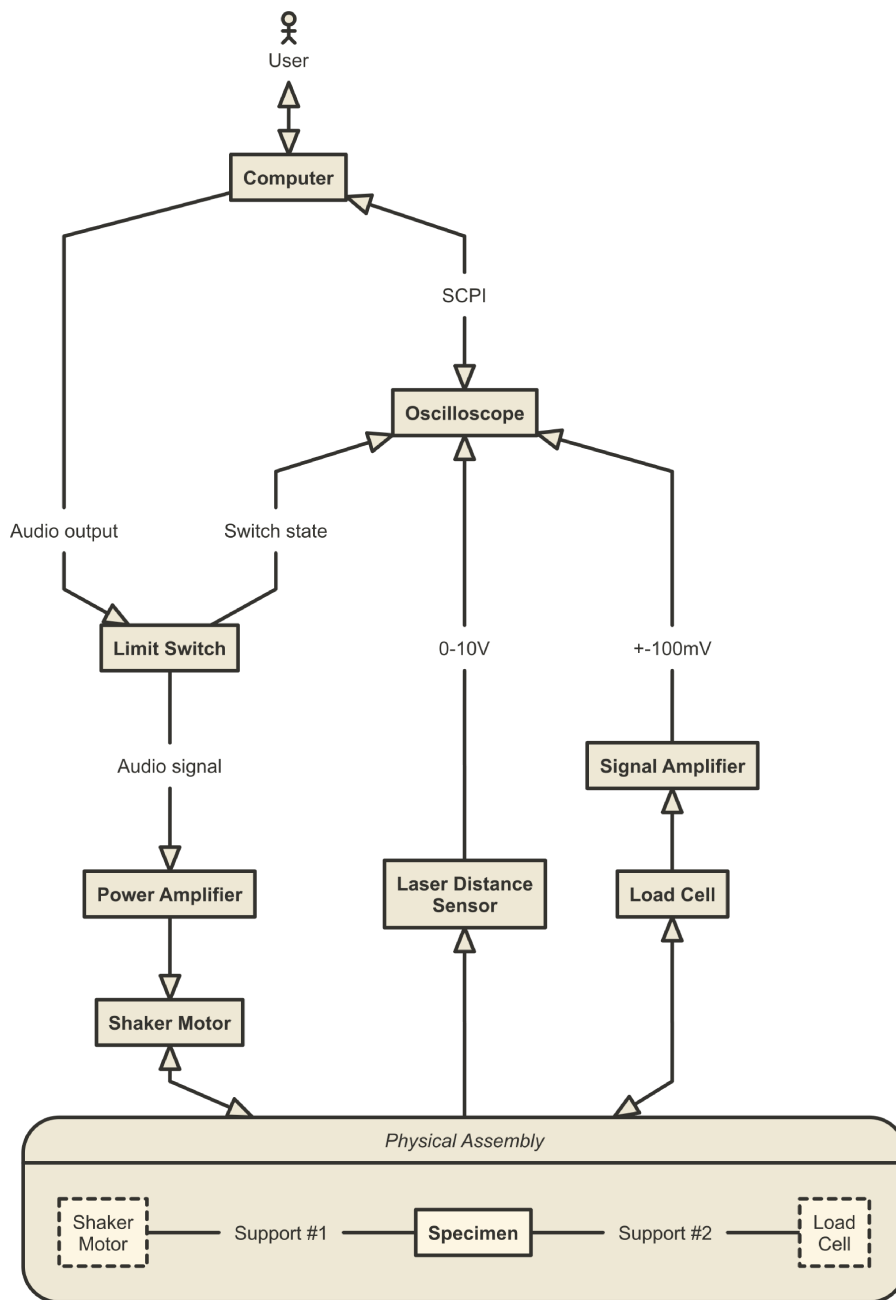 User
Computer
SCPI
Oscilloscope
Audio output
Switch state
Limit Switch
0-10V
+-100mV
Audio signal
Signal Amplifier
Power Amplifier
Laser Distance
Sensor
Load Cell
Shaker Motor
Physical Assembly
Shaker
Motor
Support #1
Specimen
Support #2
Load
Cell